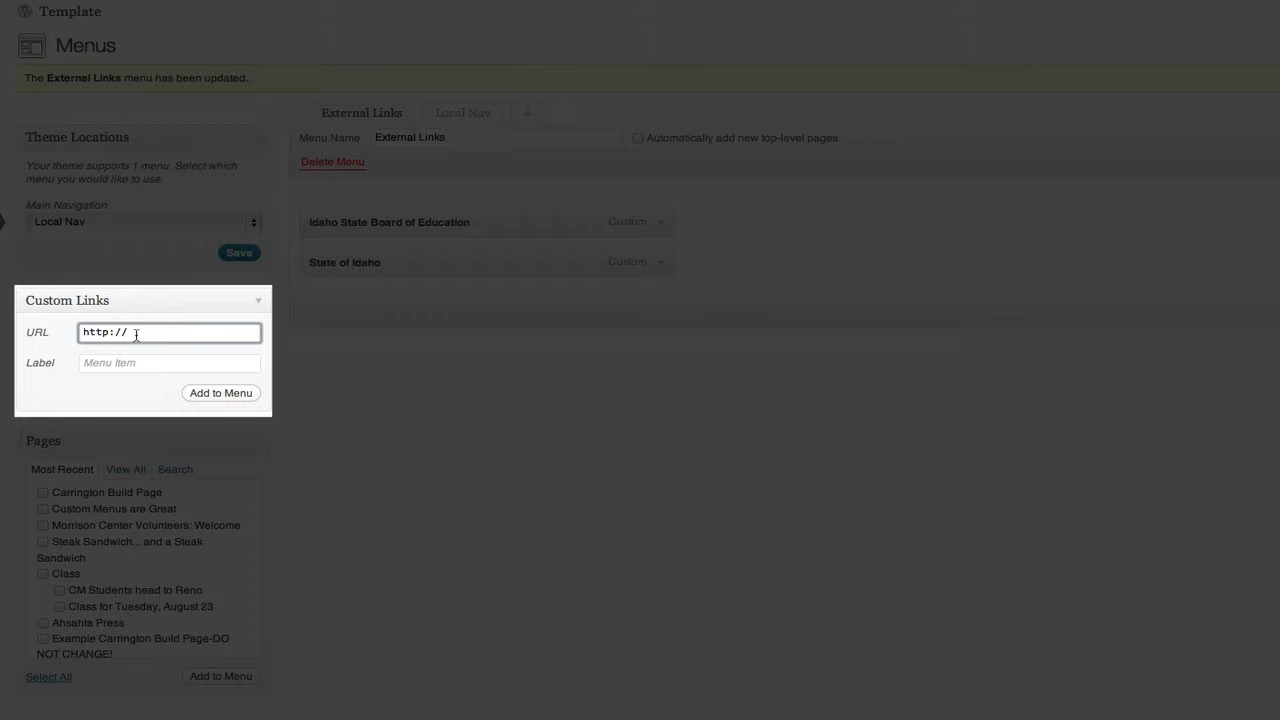 Template
Menus
The External Links menu has been updated.
External Links
Local Nav
+
Theme Locations
Your theme supports 1 menu. Select which
menu you would like to use.
Main Navigation
Local Nav
Save
Menu Name
External Links
Automatically add new top-level pages
Delete Menu
Idaho State Board of Education
Custom
State of Idaho
Custom
Custom Links
URL
http://
Label
Menu Item
Add to Menu
Pages
Most Recent
View All
Search
Carrington Build Page
Custom Menus are Great
Morrison Center Volunteers: Welcome
Steak Sandwich... and a Steak
Sandwich
Class
CM Students head to Reno
Class for Tuesday, August 23
Ahsahta Press
Example Carrington Build Page-DO
NOT CHANGE!
Select All
Add to Menu